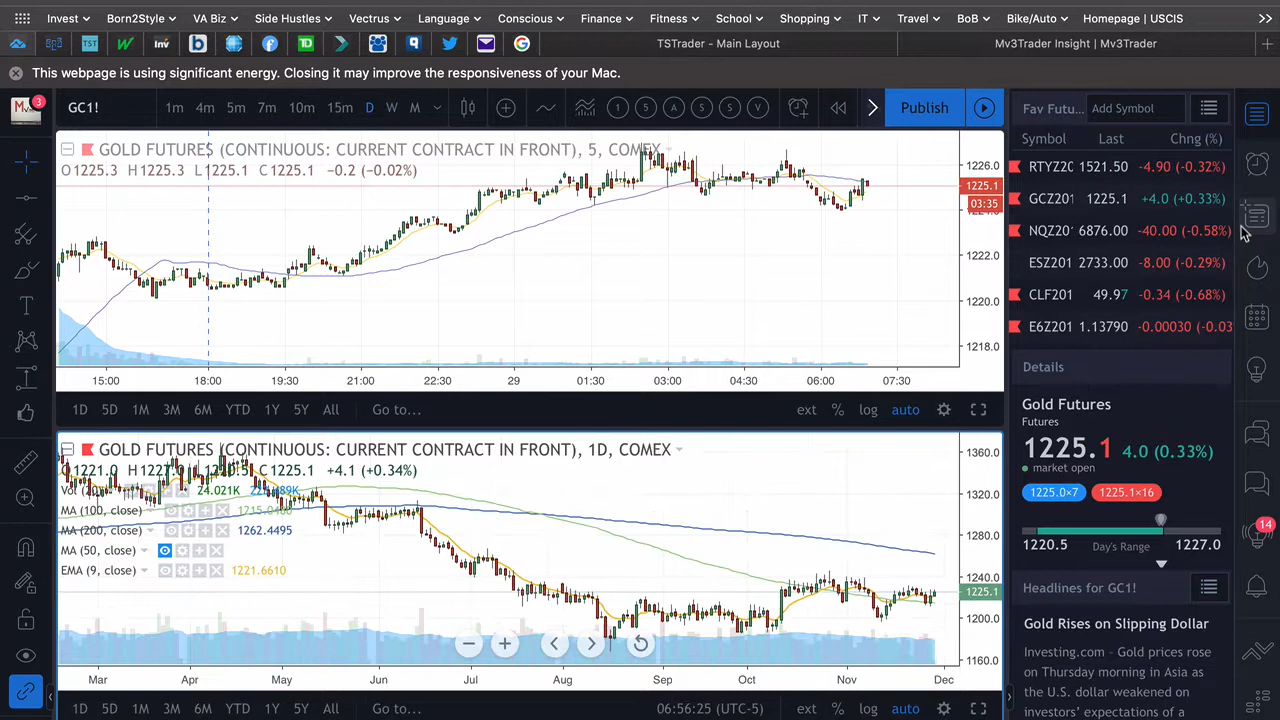 Invest Born2Style VA Biz Side Hustles Vectrus Language Conscious Finance Fitness School Shopping IT Travel BoB Bike/Auto Homepage | USCIS
TST W Inv b f TD q G TSTrader - Main Layout Mv3Trader Insight | Mv3Trader
This webpage is using significant energy. Closing it may improve the responsiveness of your Mac.
3 GC1! 1m 4m 5m 7m 10m 15m D W M 1 5 A S S V Publish Fav Futu... Add Symbol
Symbol Last Chng (%)
GOLD FUTURES (CONTINUOUS: CURRENT CONTRACT IN FRONT), 5, COMEX
O1225.3 H1225.3 L1225.1 C1225.1 −0.2 (−0.02%)
1226.0
1225.1
03:35
1222.0
1220.0
1218.0
15:00 18:00 19:30 21:00 22:30 29 01:30 03:00 04:30 06:00 07:30
1D 5D 1M 3M 6M YTD 1Y 5Y All Go to... ext % log auto
RTYZ20 1521.50 -4.90 (-0.32%)
GCZ201 1225.1 +4.0 (+0.33%)
NQZ20 6876.00 -40.00 (-0.58%)
ESZ201 2733.00 -8.00 (-0.29%)
CLF201 49.97 -0.34 (-0.68%)
E6Z201 1.13790 -0.00030 (-0.03
Details
Gold Futures
Futures
1225.1 4.0 (0.33%)
market open
1225.0×7 1225.1×16
1220.5 Day's Range 1227.0
Headlines for GC1!
Gold Rises on Slipping Dollar
Investing.com - Gold prices rose
on Thursday morning in Asia as
the U.S. dollar weakened on
investors' expectations of a
14
GOLD FUTURES (CONTINUOUS: CURRENT CONTRACT IN FRONT), 1D, COMEX
1221.0 C1225.1 +4.1 (+0.34%)
24.021K
MA (100, close)
MA (200, close) 1262.4495
MA (50, close)
EMA (9, close) 1221.6610
1360.0
1320.0
1280.0
1240.0
1225.1
1200.0
1160.0
Mar Apr May Jun Jul Aug Sep Oct Nov Dec
1D 5D 1M 3M 6M YTD 1Y 5Y All Go to... 06:56:25 (UTC-5) ext % log auto